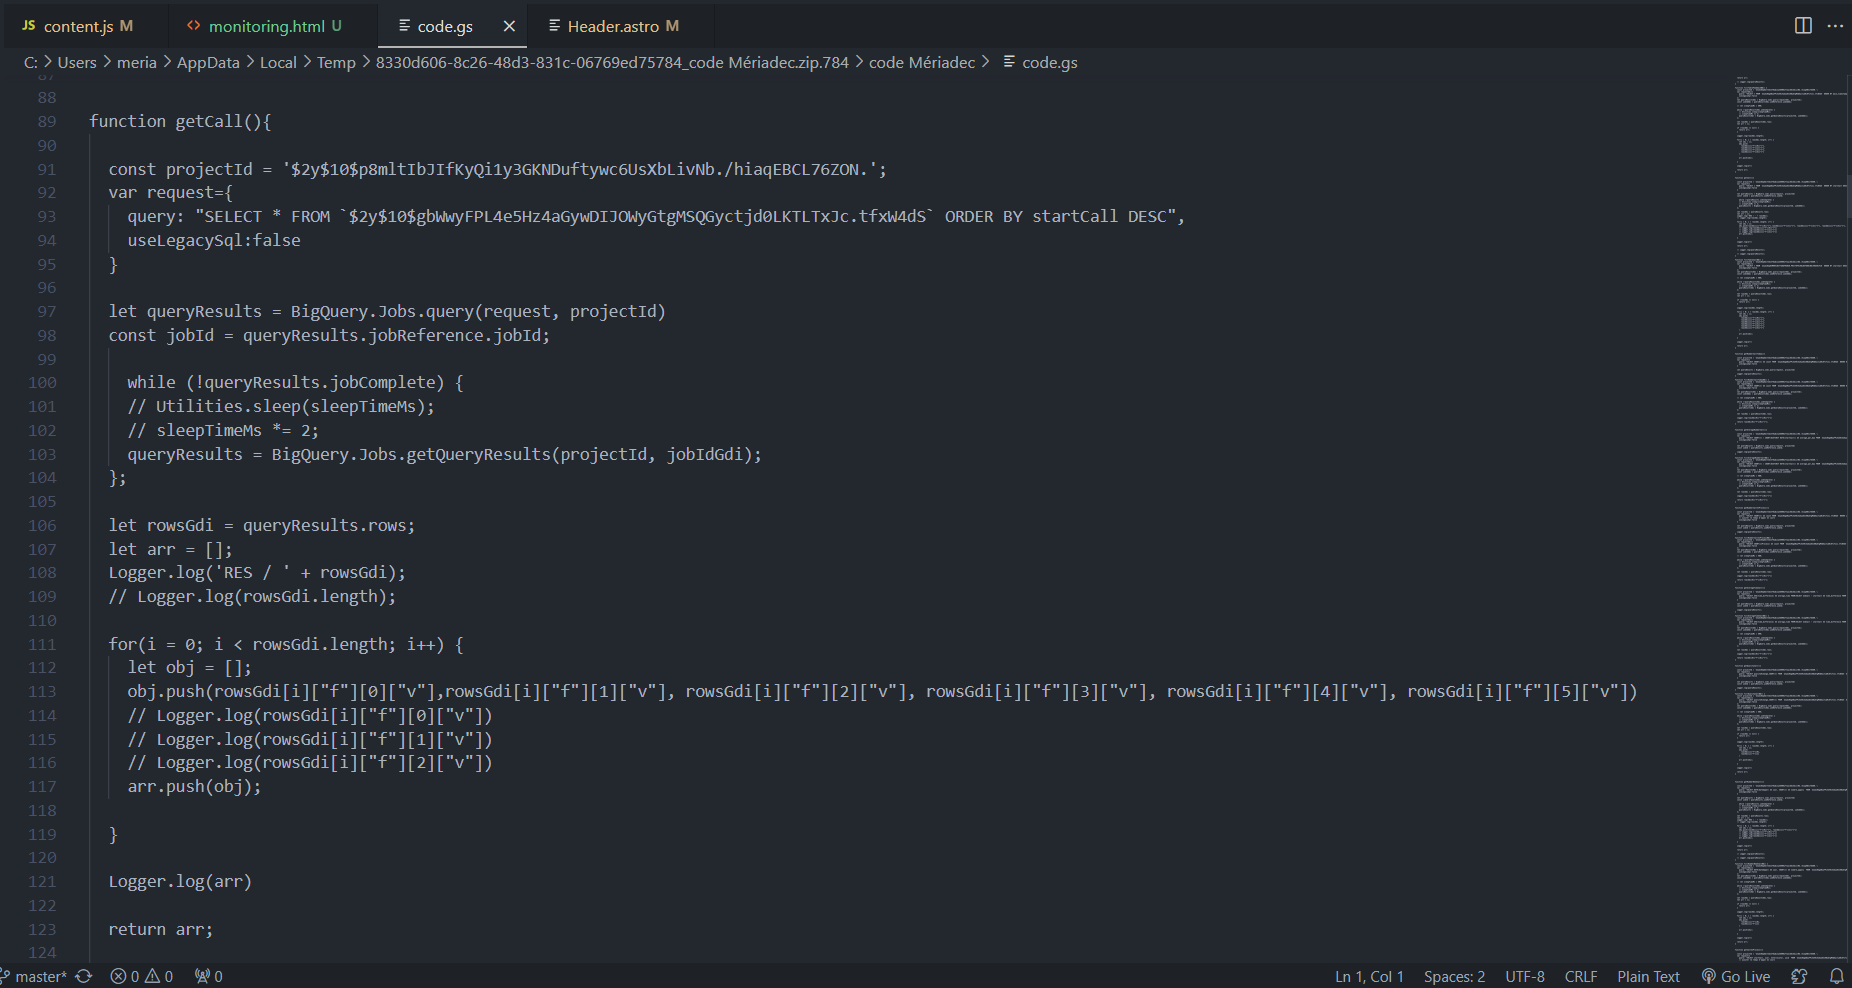 JS content.js M
<> monitoring.html U
code.gs
Header.astro M
C: > Users > meria > AppData > Local > Temp > 8330d606-8c26-48d3-831c-06769ed75784_code Mériadec.zip.784 > code Mériadec > code.gs
87
88
89 function getCall(){
90
91 const projectId = '$2y$10$p8mltIbJIfKyQi1y3GKNDuftywc6UsXbLivNb./hiaqEBCL76ZON.';
92 var request={
93 query: "SELECT * FROM `$2y$10$gbWwyFPL4e5Hz4aGywDIJOWyGtgMSQGyctjd0LKTLTxJc.tfxW4dS` ORDER BY startCall DESC",
94 useLegacySql:false
95 }
96
97 let queryResults = BigQuery.Jobs.query(request, projectId)
98 const jobId = queryResults.jobReference.jobId;
99
100 while (!queryResults.jobComplete) {
101 // Utilities.sleep(sleepTimeMs);
102 // sleepTimeMs *= 2;
103 queryResults = BigQuery.Jobs.getQueryResults(projectId, jobIdGdi);
104 };
105
106 let rowsGdi = queryResults.rows;
107 let arr = [];
108 Logger.log('RES / ' + rowsGdi);
109 // Logger.log(rowsGdi.length);
110
111 for(i = 0; i < rowsGdi.length; i++) {
112 let obj = [];
113 obj.push(rowsGdi[i]["f"][0]["v"],rowsGdi[i]["f"][1]["v"], rowsGdi[i]["f"][2]["v"], rowsGdi[i]["f"][3]["v"], rowsGdi[i]["f"][4]["v"], rowsGdi[i]["f"][5]["v"])
114 // Logger.log(rowsGdi[i]["f"][0]["v"])
115 // Logger.log(rowsGdi[i]["f"][1]["v"])
116 // Logger.log(rowsGdi[i]["f"][2]["v"])
117 arr.push(obj);
118
119 }
120
121 Logger.log(arr)
122
123 return arr;
124
master* 0 0 0 Ln 1, Col 1 Spaces: 2 UTF-8 CRLF Plain Text Go Live